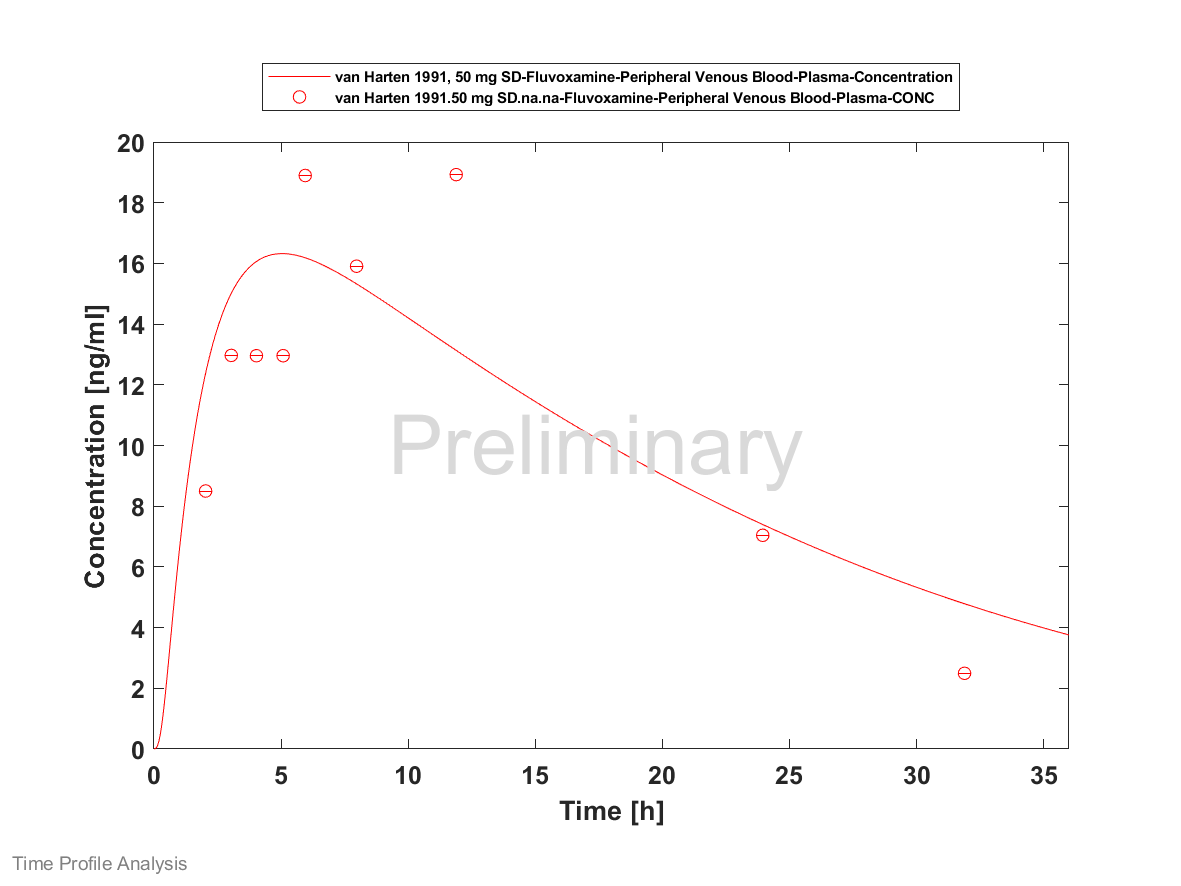 van Harten 1991, 50 mg SD-Fluvoxamine-Peripheral Venous Blood-Plasma-Concentration
van Harten 1991.50 mg SD.na.na-Fluvoxamine-Peripheral Venous Blood-Plasma-CONC
20
18
16
14
12
10
8
6
4
2
0
Concentration [ng/ml]
Preliminary
0 5 10 15 20 25 30 35
Time [h]
Time Profile Analysis